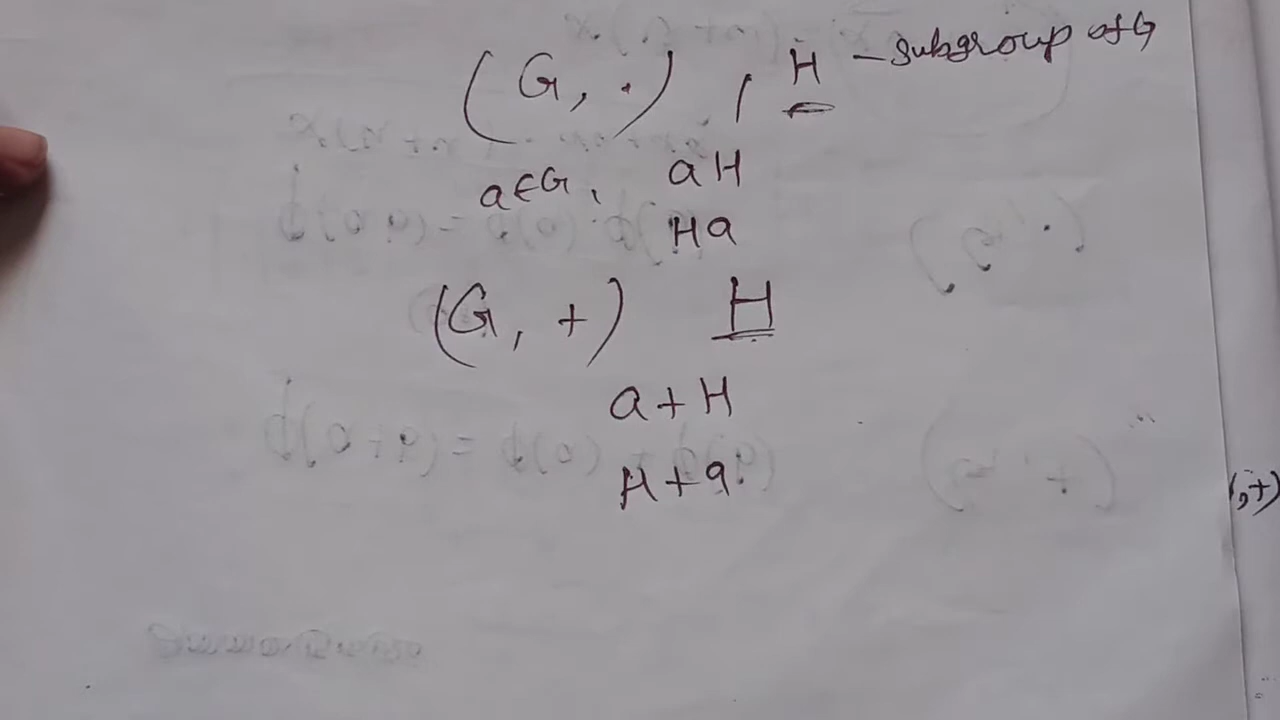 (G, ·) , H - subgroup of G
a∈G, aH
Ha
(G, +) H
a+H
H+a
,+)